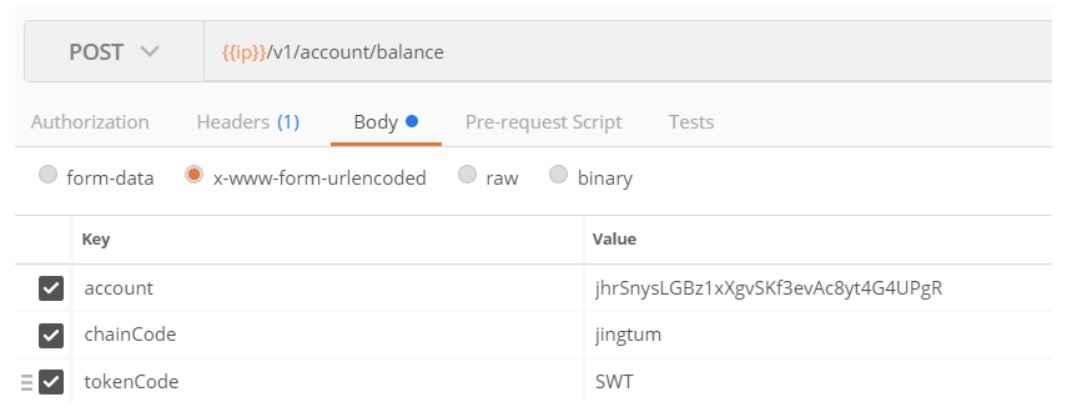 POST {{ip}}/v1/account/balance
Authorization Headers (1) Body Pre-request Script Tests
form-data x-www-form-urlencoded raw binary
Key Value
account jhrSnysLGBz1xXgvSKf3evAc8yt4G4UPgR
chainCode jingtum
tokenCode SWT